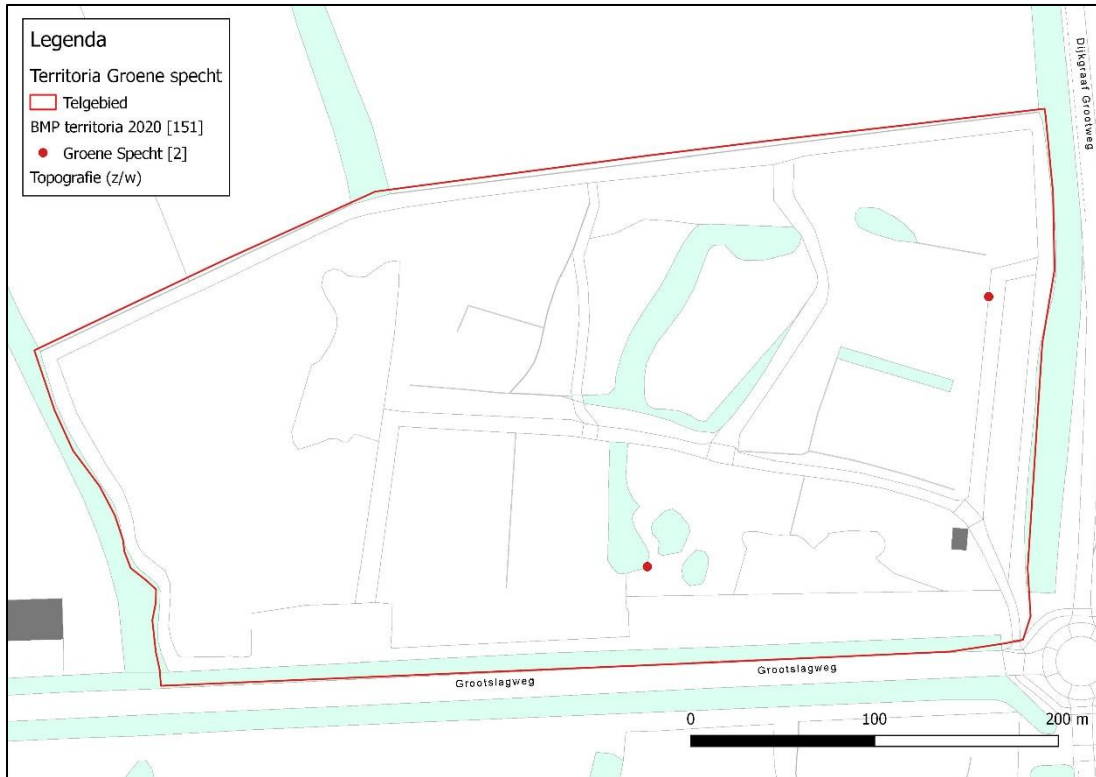 Legenda
Territoria Groene specht
Telgebied
BMP territoria 2020 [151]
Groene Specht [2]
Topografie (z/w)
Dijkgraaf Grootweg
Grootslagweg
Grootslagweg
0 100 200 m